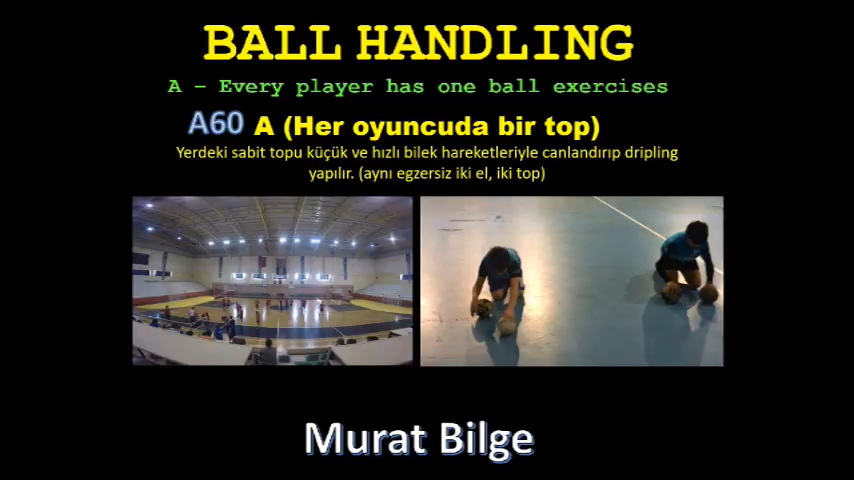 BALL HANDLING
A - Every player has one ball exercises
A60 A (Her oyuncuda bir top)
Yerdeki sabit topu küçük ve hızlı bilek hareketleriyle canlandırıp dripling
yapılır. (aynı egzersiz iki el, iki top)
Murat Bilge